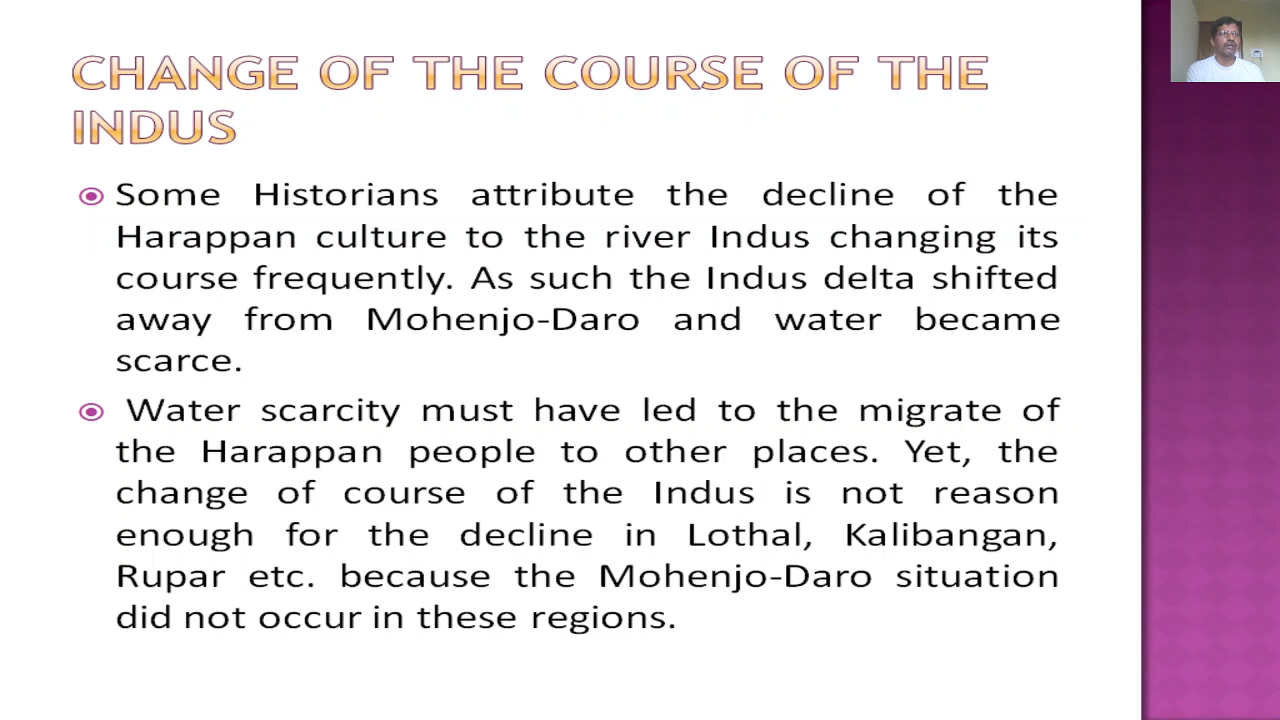 CHANGE OF THE COURSE OF THE
INDUS
Some Historians attribute the decline of the
Harappan culture to the river Indus changing its
course frequently. As such the Indus delta shifted
away from Mohenjo-Daro and water became
scarce.
Water scarcity must have led to the migrate of
the Harappan people to other places. Yet, the
change of course of the Indus is not reason
enough for the decline in Lothal, Kalibangan,
Rupar etc. because the Mohenjo-Daro situation
did not occur in these regions.